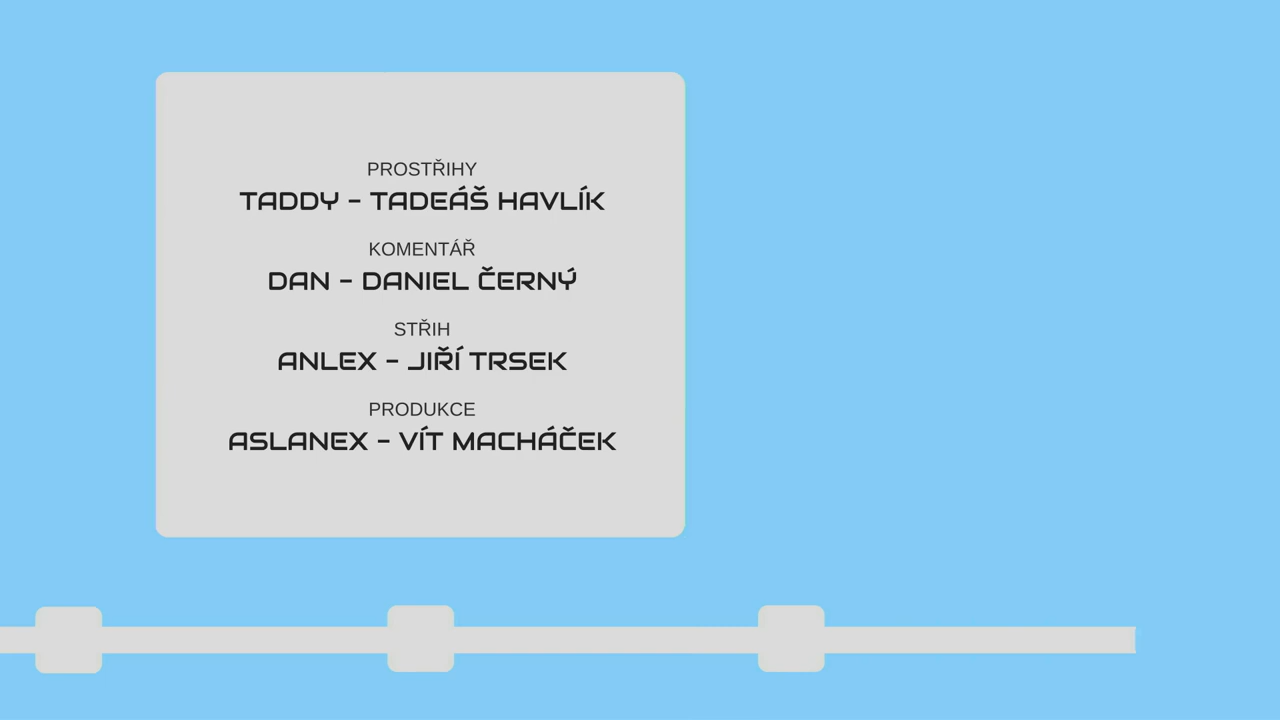 PROSTŘIHY
TADDY - TADEÁŠ HAVLÍK
KOMENTÁŘ
DAN - DANIEL ČERNÝ
STŘIH
ANLEX - JIŘÍ TRSEK
PRODUKCE
ASLANEX - VÍT MACHÁČEK